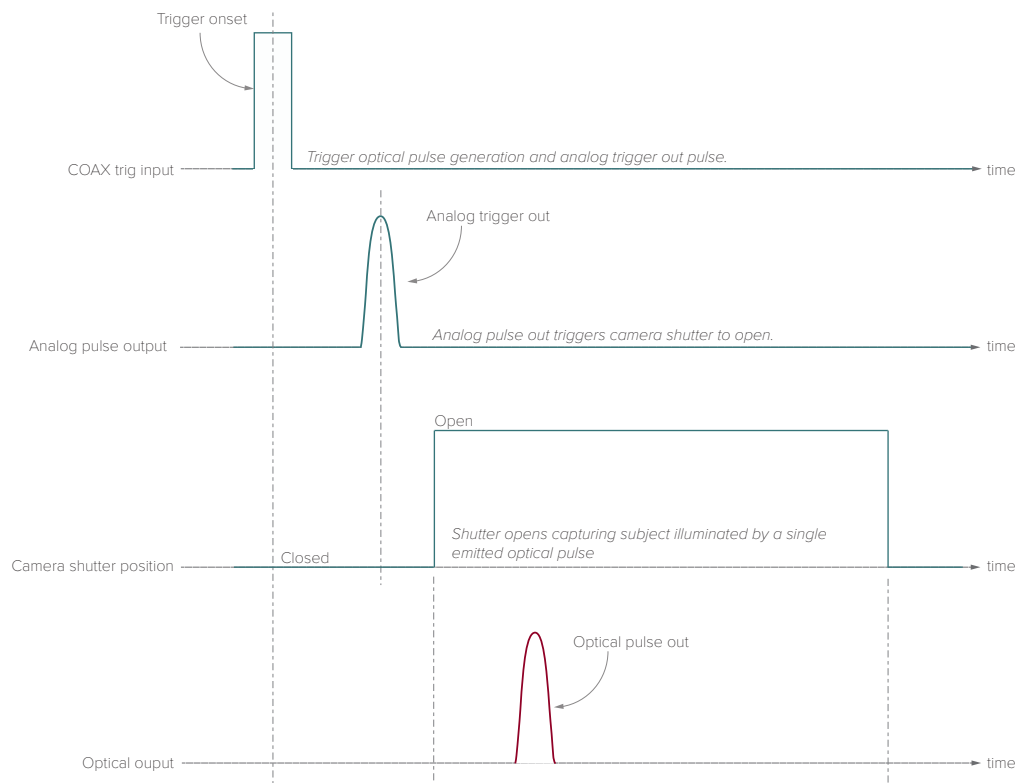 Trigger onset
Trigger optical pulse generation and analog trigger out pulse.
COAX trig input
time
Analog trigger out
Analog pulse out triggers camera shutter to open.
Analog pulse output
time
Open
Shutter opens capturing subject illuminated by a single
emitted optical pulse
Closed
Camera shutter position
time
Optical pulse out
Optical ouput
time